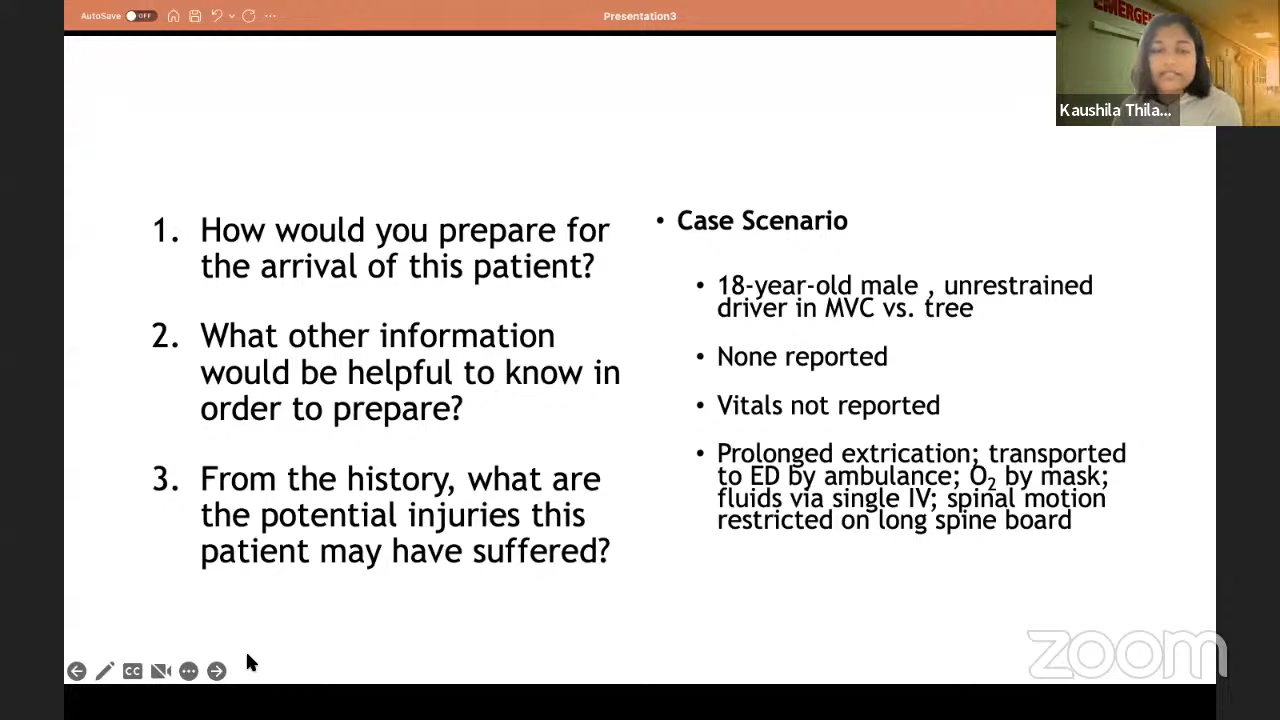 AutoSave OFF
Presentation3
EMERGENC
Kaushila Thila...
1. How would you prepare for
the arrival of this patient?
2. What other information
would be helpful to know in
order to prepare?
3. From the history, what are
the potential injuries this
patient may have suffered?
• Case Scenario
• 18-year-old male , unrestrained
driver in MVC vs. tree
• None reported
• Vitals not reported
• Prolonged extrication; transported
to ED by ambulance; O₂ by mask;
fluids via single IV; spinal motion
restricted on long spine board
CC
zoom